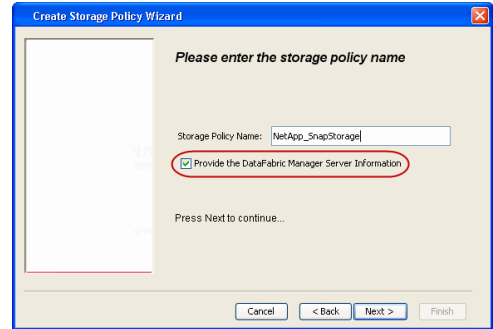 Create Storage Policy Wizard
Please enter the storage policy name
Storage Policy Name: NetApp_SnapStorage
Provide the DataFabric Manager Server Information
Press Next to continue...
Cancel < Back Next > Finish